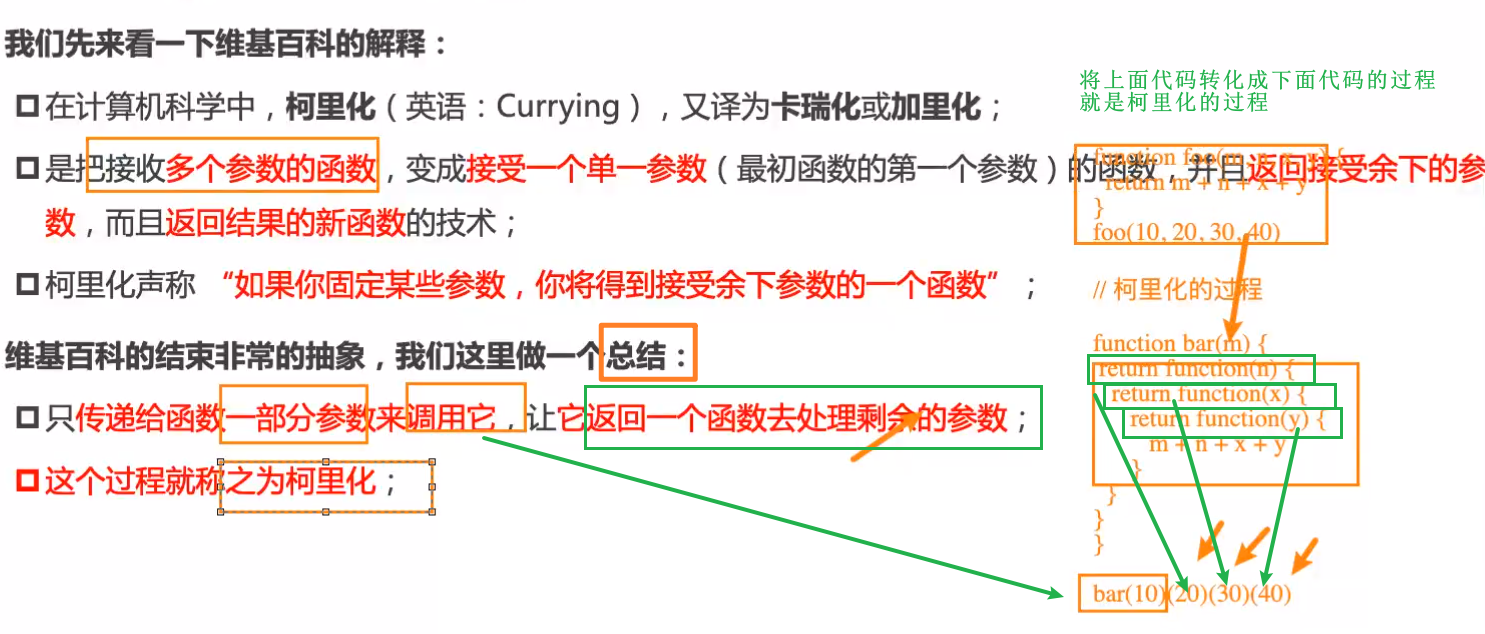 我们先来看一下维基百科的解释：
在计算机科学中，柯里化（英语：Currying），又译为卡瑞化或加里化；
是把接收多个参数的函数，变成接受一个单一参数（最初函数的第一个参数）的函数，并且返回接受余下的参
数，而且返回结果的新函数的技术；
柯里化声称 “如果你固定某些参数，你将得到接受余下参数的一个函数” ；
维基百科的结束非常的抽象，我们这里做一个总结：
只传递给函数一部分参数来调用它，让它返回一个函数去处理剩余的参数；
这个过程就称之为柯里化；
将上面代码转化成下面代码的过程
就是柯里化的过程
function foo(m, n, x, y) {
return m + n + x + y
}
foo(10, 20, 30, 40)
// 柯里化的过程
function bar(m) {
return function(n) {
return function(x) {
return function(y) {
m + n + x + y
}
}
}
}
bar(10)(20)(30)(40)